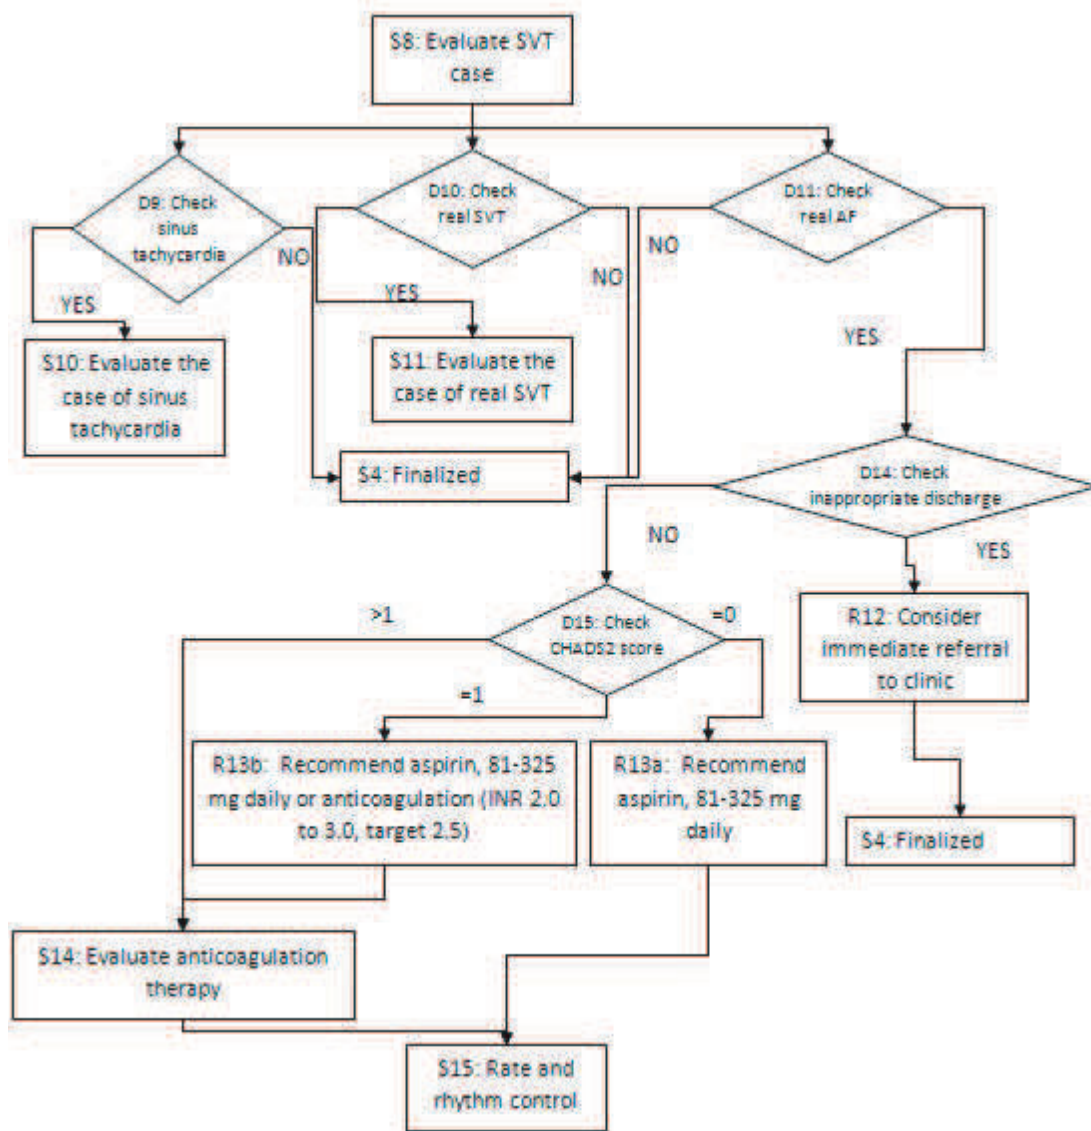 S8: Evaluate SVT
case
D9: Check
sinus
tachycardia
D10: Check
real SVT
D11: Check
real AF
NO
NO
NO
YES
YES
YES
S10: Evaluate the
case of sinus
tachycardia
S11: Evaluate the
case of real SVT
S4: Finalized
D14: Check
inappropriate discharge
NO
YES
D15: Check
CHADS2 score
>1
=0
=1
R12: Consider
immediate referral
to clinic
R13b: Recommend aspirin, 81-325
mg daily or anticoagulation (INR 2.0
to 3.0, target 2.5)
R13a: Recommend
aspirin, 81-325 mg
daily
S4: Finalized
S14: Evaluate anticoagulation
therapy
S15: Rate and
rhythm control